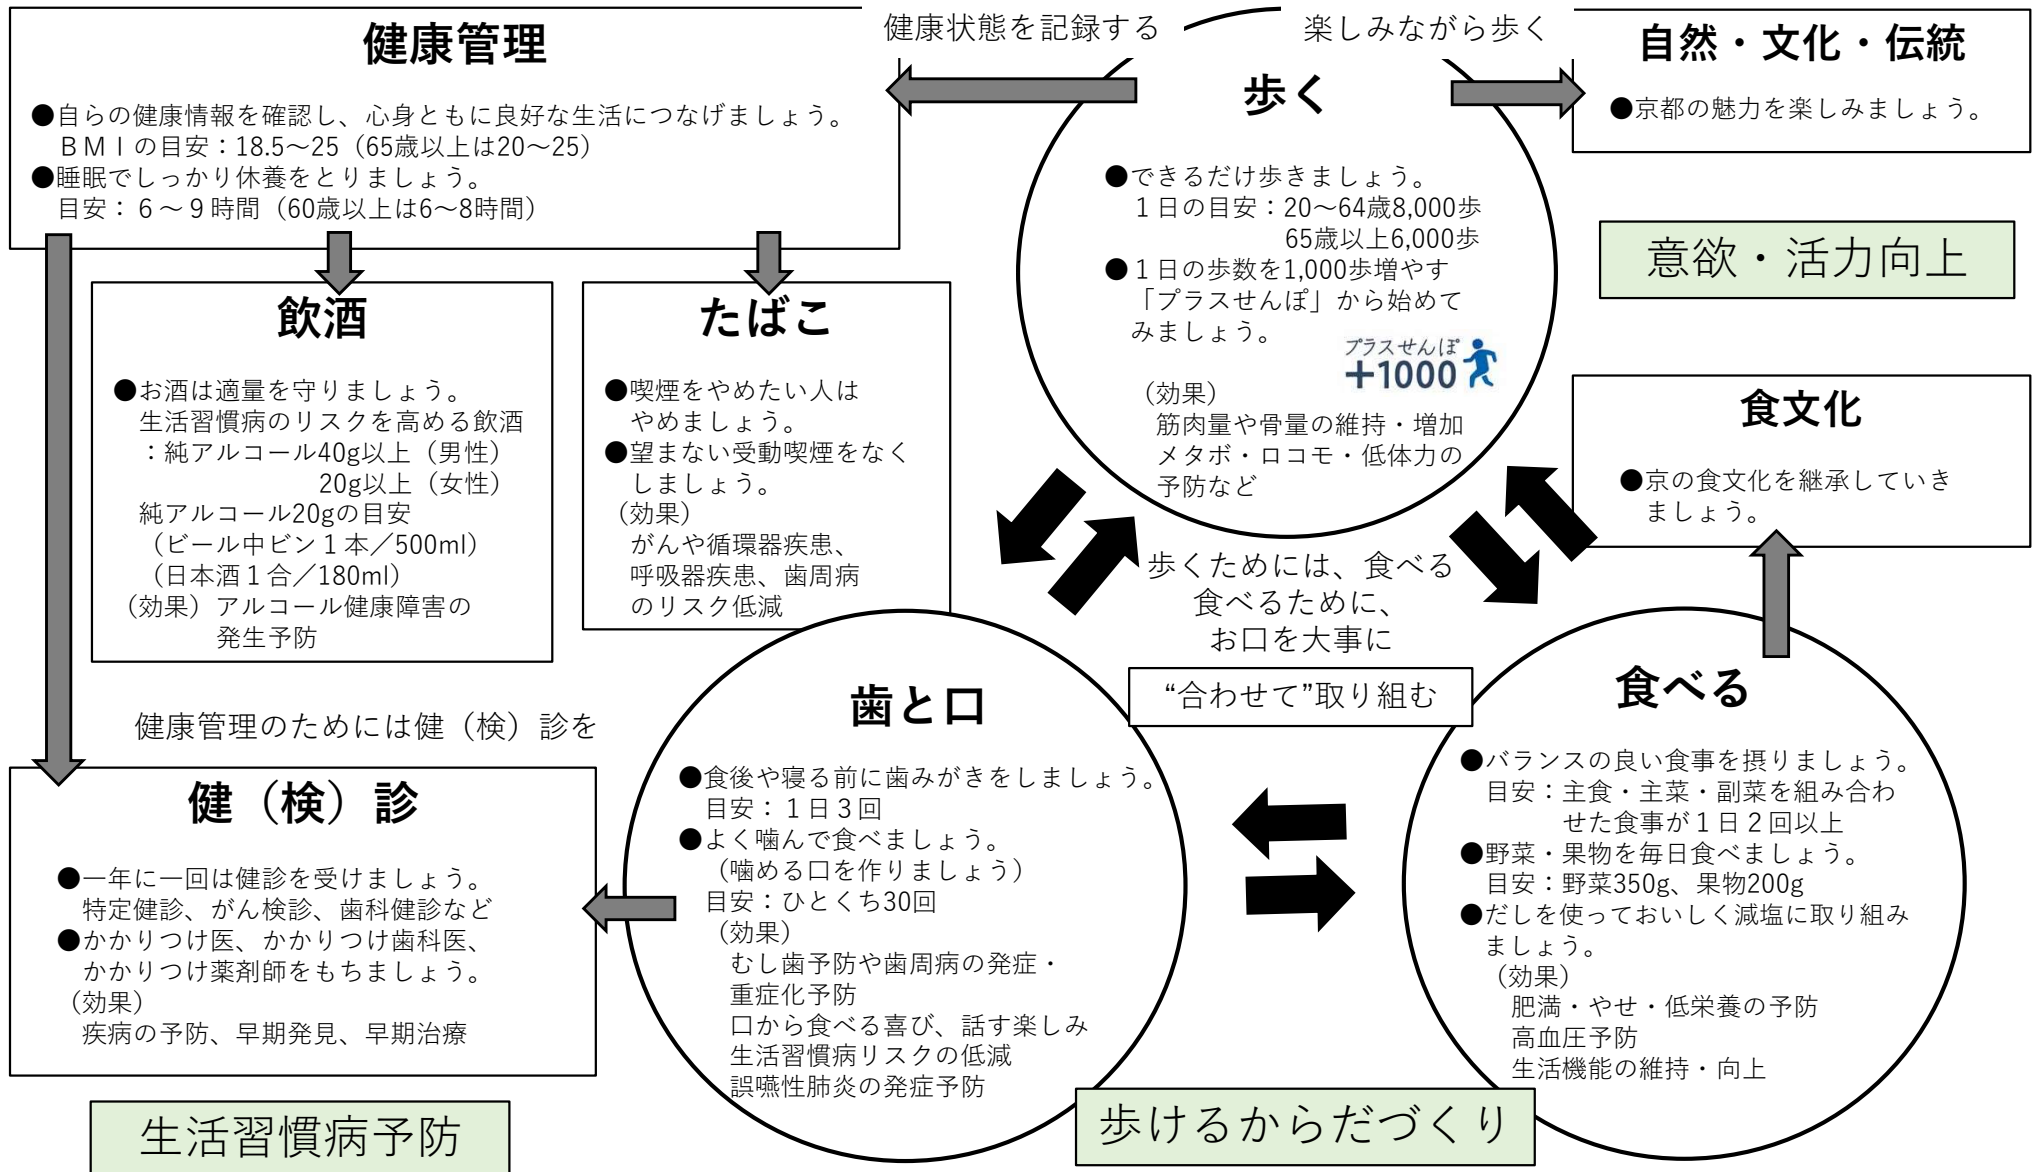 健康管理
●自らの健康情報を確認し、心身ともに良好な生活につなげましょう。
ＢＭＩの目安：18.5～25（65歳以上は20～25）
●睡眠でしっかり休養をとりましょう。
目安：６～９時間（60歳以上は6～8時間）
健康状態を記録する
楽しみながら歩く
歩く
●できるだけ歩きましょう。
１日の目安：20～64歳8,000歩
65歳以上6,000歩
●１日の歩数を1,000歩増やす
「プラスせんぽ」から始めて
みましょう。
プラスせんぽ
+1000
（効果）
筋肉量や骨量の維持・増加
メタボ・ロコモ・低体力の
予防など
自然・文化・伝統
●京都の魅力を楽しみましょう。
意欲・活力向上
飲酒
●お酒は適量を守りましょう。
生活習慣病のリスクを高める飲酒
：純アルコール40g以上（男性）
20g以上（女性）
純アルコール20gの目安
（ビール中ビン１本／500ml）
（日本酒１合／180ml）
（効果）アルコール健康障害の
発生予防
たばこ
●喫煙をやめたい人は
やめましょう。
●望まない受動喫煙をなく
しましょう。
（効果）
がんや循環器疾患、
呼吸器疾患、歯周病
のリスク低減
食文化
●京の食文化を継承していき
ましょう。
歩くためには、食べる
食べるために、
お口を大事に
“合わせて”取り組む
健康管理のためには健（検）診を
健（検）診
●一年に一回は健診を受けましょう。
特定健診、がん検診、歯科健診など
●かかりつけ医、かかりつけ歯科医、
かかりつけ薬剤師をもちましょう。
（効果）
疾病の予防、早期発見、早期治療
生活習慣病予防
歯と口
●食後や寝る前に歯みがきをしましょう。
目安：１日３回
●よく噛んで食べましょう。
（噛める口を作りましょう）
目安：ひとくち30回
（効果）
むし歯予防や歯周病の発症・
重症化予防
口から食べる喜び、話す楽しみ
生活習慣病リスクの低減
誤嚥性肺炎の発症予防
食べる
●バランスの良い食事を摂りましょう。
目安：主食・主菜・副菜を組み合わ
せた食事が１日２回以上
●野菜・果物を毎日食べましょう。
目安：野菜350g、果物200g
●だしを使っておいしく減塩に取り組み
ましょう。
（効果）
肥満・やせ・低栄養の予防
高血圧予防
生活機能の維持・向上
歩けるからだづくり